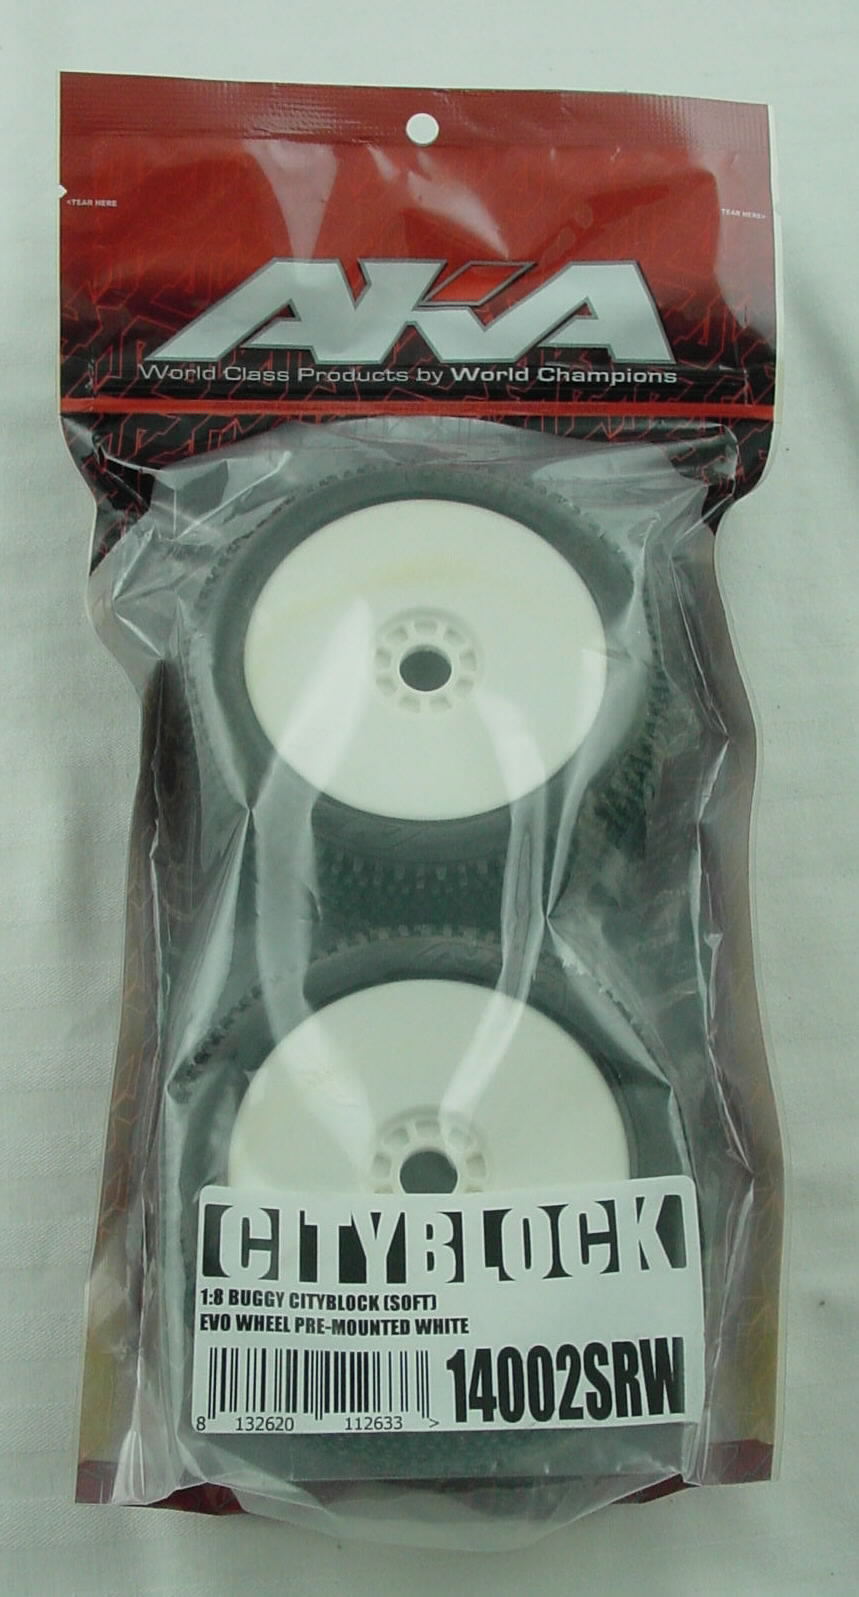 <TEAR HERE
TEAR HERE>
AKA
World Class Products by World Champions
CITYBLOCK
1:8 BUGGY CITYBLOCK (SOFT)
EVO WHEEL PRE-MOUNTED WHITE
14002SRW
8 132620 112633 >